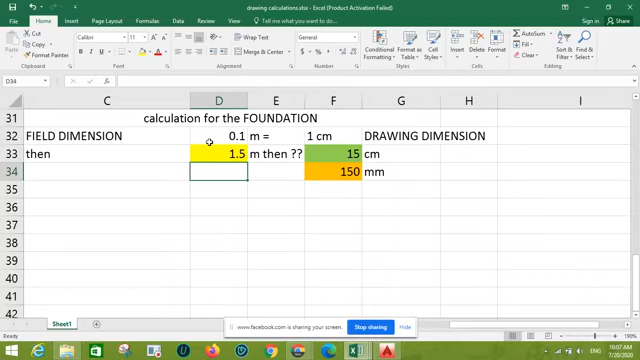 drawing calculations.xlsx - Excel (Product Activation Failed)
File Home Insert Page Layout Formulas Data Review View Tell me what you want to do... Sign in Share
Cut
Copy
Format Painter
Clipboard
Calibri 11
Font
Wrap Text
Merge & Center
Alignment
General
Number
Conditional Formatting
Format as Table
Cell Styles
Styles
Insert Delete Format
Cells
AutoSum
Fill
Clear
Sort & Filter
Find & Select
Editing
D34
C D E F G H I
31 calculation for the FOUNDATION
32 FIELD DIMENSION 0.1 m = 1 cm DRAWING DIMENSION
33 then 1.5 m then ?? 15 cm
34 150 mm
35
36
37
38
39
40
41
42
Sheet1
www.facebook.com is sharing your screen. Stop sharing Hide
Ready
190%
ENG
10:07 AM
7/20/2020